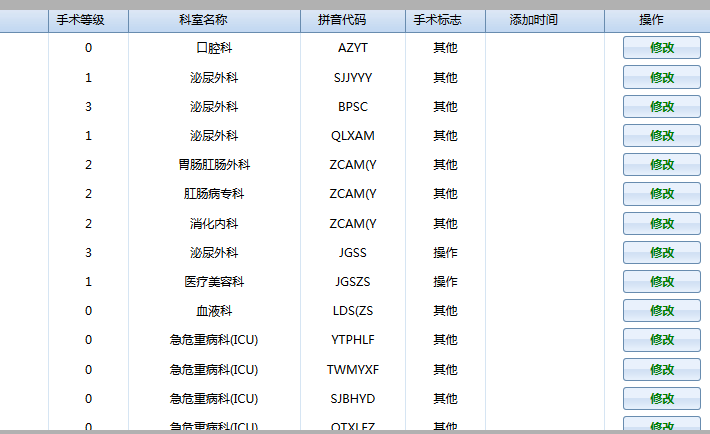 手术等级 科室名称 拼音代码 手术标志 添加时间 操作
0 口腔科 AZYT 其他 修改
1 泌尿外科 SJJYYY 其他 修改
3 泌尿外科 BPSC 其他 修改
1 泌尿外科 QLXAM 其他 修改
2 胃肠肛肠外科 ZCAM(Y 其他 修改
2 肛肠病专科 ZCAM(Y 其他 修改
2 消化内科 ZCAM(Y 其他 修改
3 泌尿外科 JGSS 操作 修改
1 医疗美容科 JGSZS 操作 修改
0 血液科 LDS(ZS 其他 修改
0 急危重病科(ICU) YTPHLF 其他 修改
0 急危重病科(ICU) TWMYXF 其他 修改
0 急危重病科(ICU) SJBHYD 其他 修改
0 急危重病科(ICU) 其他 修改